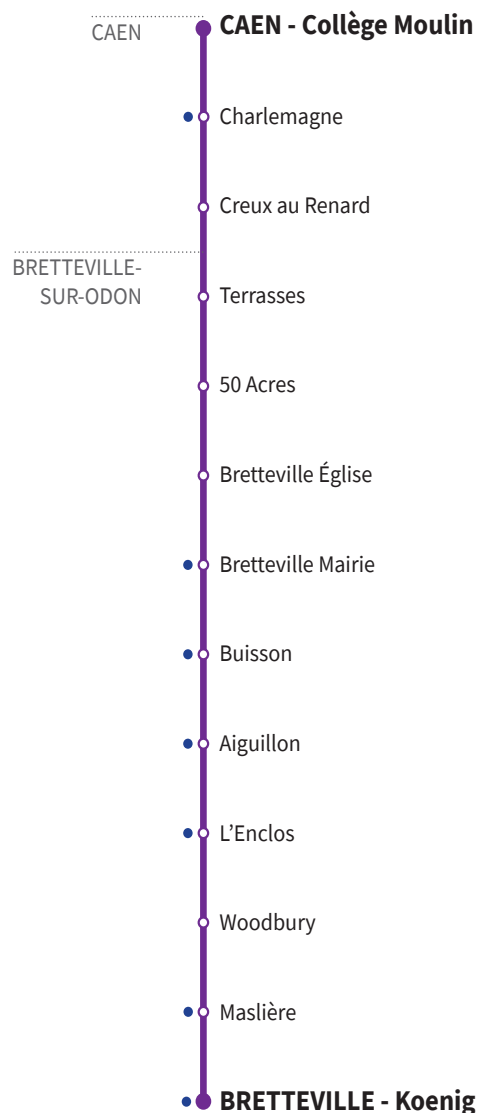 CAEN
CAEN - Collège Moulin
Charlemagne
Creux au Renard
BRETTEVILLE-
SUR-ODON
Terrasses
50 Acres
Bretteville Église
Bretteville Mairie
Buisson
Aiguillon
L’Enclos
Woodbury
Maslière
BRETTEVILLE - Koenig